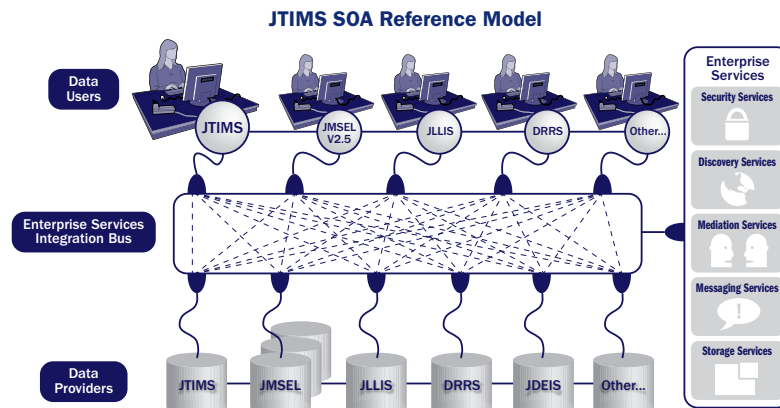 JTIMS SOA Reference Model
Data
Users
JTIMS
JMSEL
V2.5
JLLIS
DRRS
Other...
Enterprise
Services
Security Services
Discovery Services
Mediation Services
Messaging Services
!
Storage Services
Enterprise Services
Integration Bus
Data
Providers
JTIMS
JMSEL
JLLIS
DRRS
JDEIS
Other...